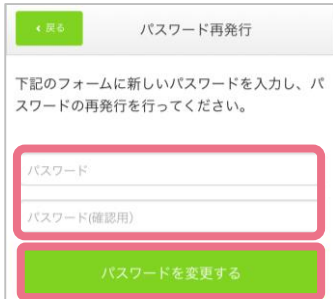 ‹ 戻る
パスワード再発行
下記のフォームに新しいパスワードを入力し、パ
スワードの再発行を行ってください。
パスワード
パスワード(確認用)
パスワードを変更する